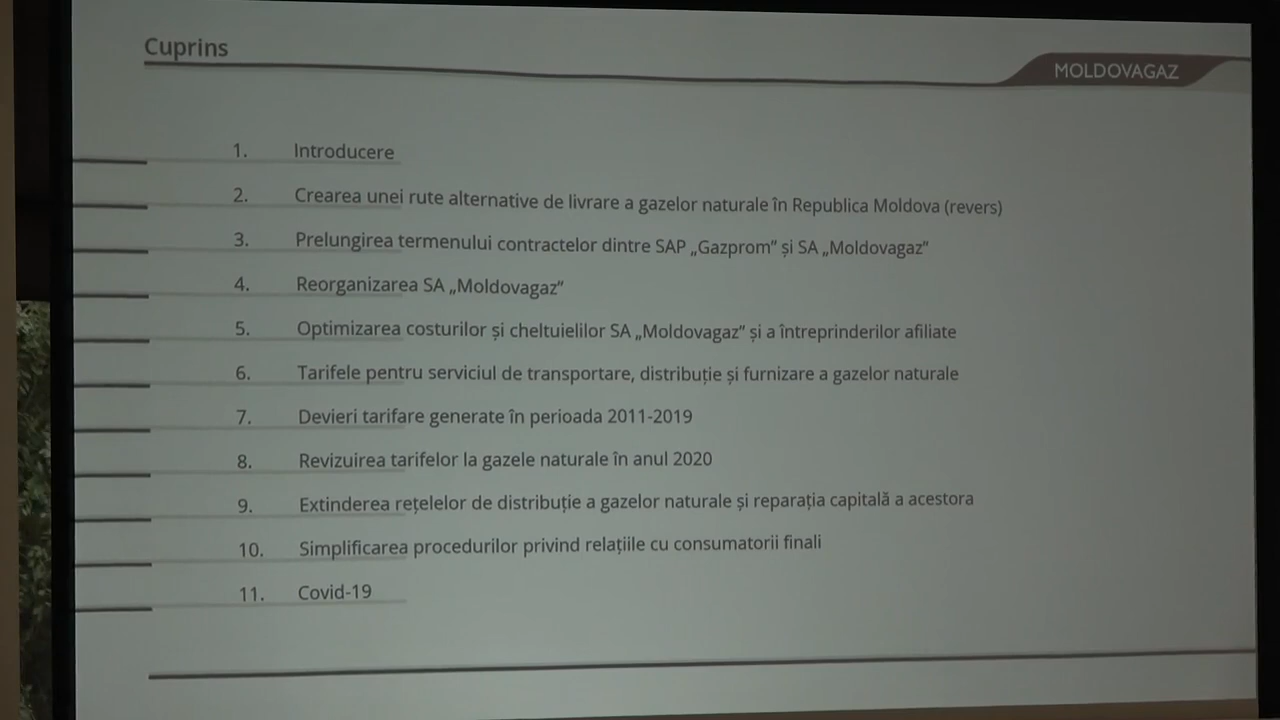 Cuprins
MOLDOVAGAZ
1. Introducere
2. Crearea unei rute alternative de livrare a gazelor naturale în Republica Moldova (revers)
3. Prelungirea termenului contractelor dintre SAP „Gazprom” și SA „Moldovagaz”
4. Reorganizarea SA „Moldovagaz”
5. Optimizarea costurilor și cheltuielilor SA „Moldovagaz” și a întreprinderilor afiliate
6. Tarifele pentru serviciul de transportare, distribuție și furnizare a gazelor naturale
7. Devieri tarifare generate în perioada 2011-2019
8. Revizuirea tarifelor la gazele naturale în anul 2020
9. Extinderea rețelelor de distribuție a gazelor naturale și reparația capitală a acestora
10. Simplificarea procedurilor privind relațiile cu consumatorii finali
11. Covid-19